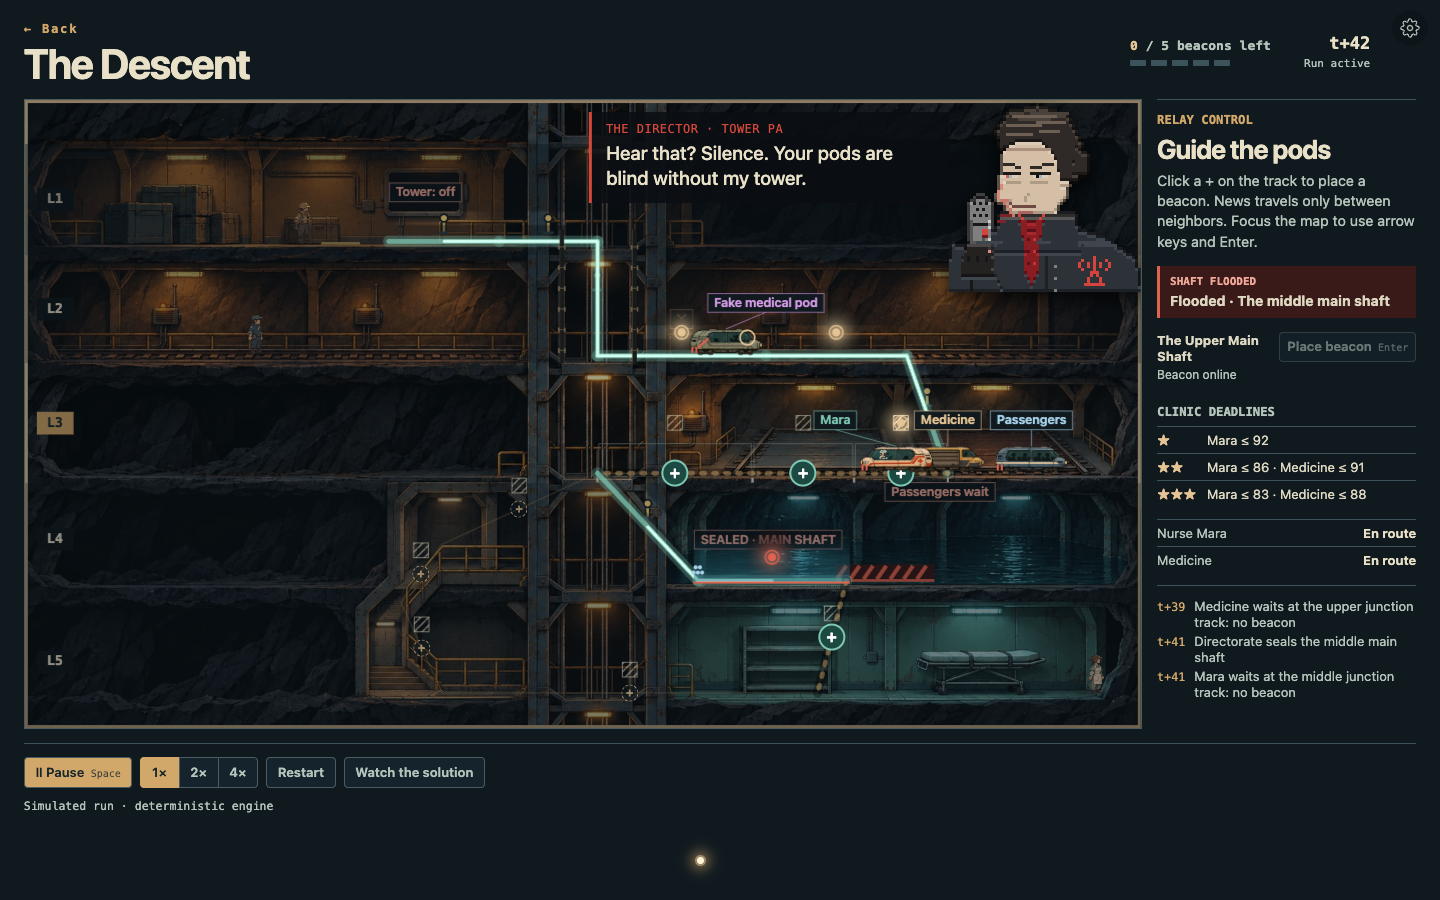 ← Back
The Descent
0 / 5 beacons left
t+42
Run active
THE DIRECTOR · TOWER PA
Hear that? Silence. Your pods are
blind without my tower.
L1
Tower: off
L2
Fake medical pod
L3
Mara
Medicine
Passengers
Passengers wait
L4
SEALED · MAIN SHAFT
L5
RELAY CONTROL
Guide the pods
Click a + on the track to place a
beacon. News travels only between
neighbors. Focus the map to use arrow
keys and Enter.
SHAFT FLOODED
Flooded · The middle main shaft
The Upper Main
Shaft
Beacon online
Place beacon Enter
CLINIC DEADLINES
★ Mara ≤ 92
★★ Mara ≤ 86 · Medicine ≤ 91
★★★ Mara ≤ 83 · Medicine ≤ 88
Nurse Mara En route
Medicine En route
t+39 Medicine waits at the upper junction
track: no beacon
t+41 Directorate seals the middle main
shaft
t+41 Mara waits at the middle junction
track: no beacon
II Pause Space
1×
2×
4×
Restart
Watch the solution
Simulated run · deterministic engine